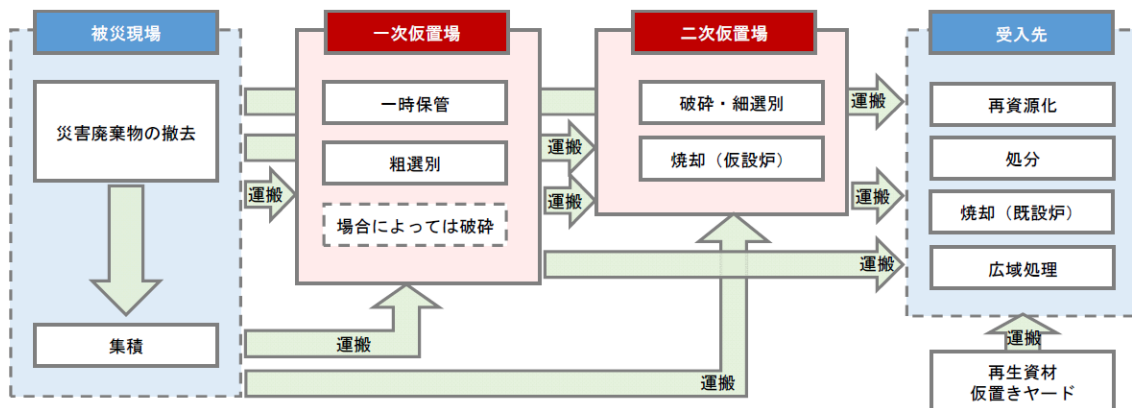 被災現場
災害廃棄物の撤去
集積
一次仮置場
一時保管
粗選別
場合によっては破砕
二次仮置場
破砕・細選別
焼却（仮設炉）
受入先
再資源化
処分
焼却（既設炉）
広域処理
運搬
運搬
運搬
運搬
運搬
運搬
運搬
運搬
運搬
再生資材
仮置きヤード